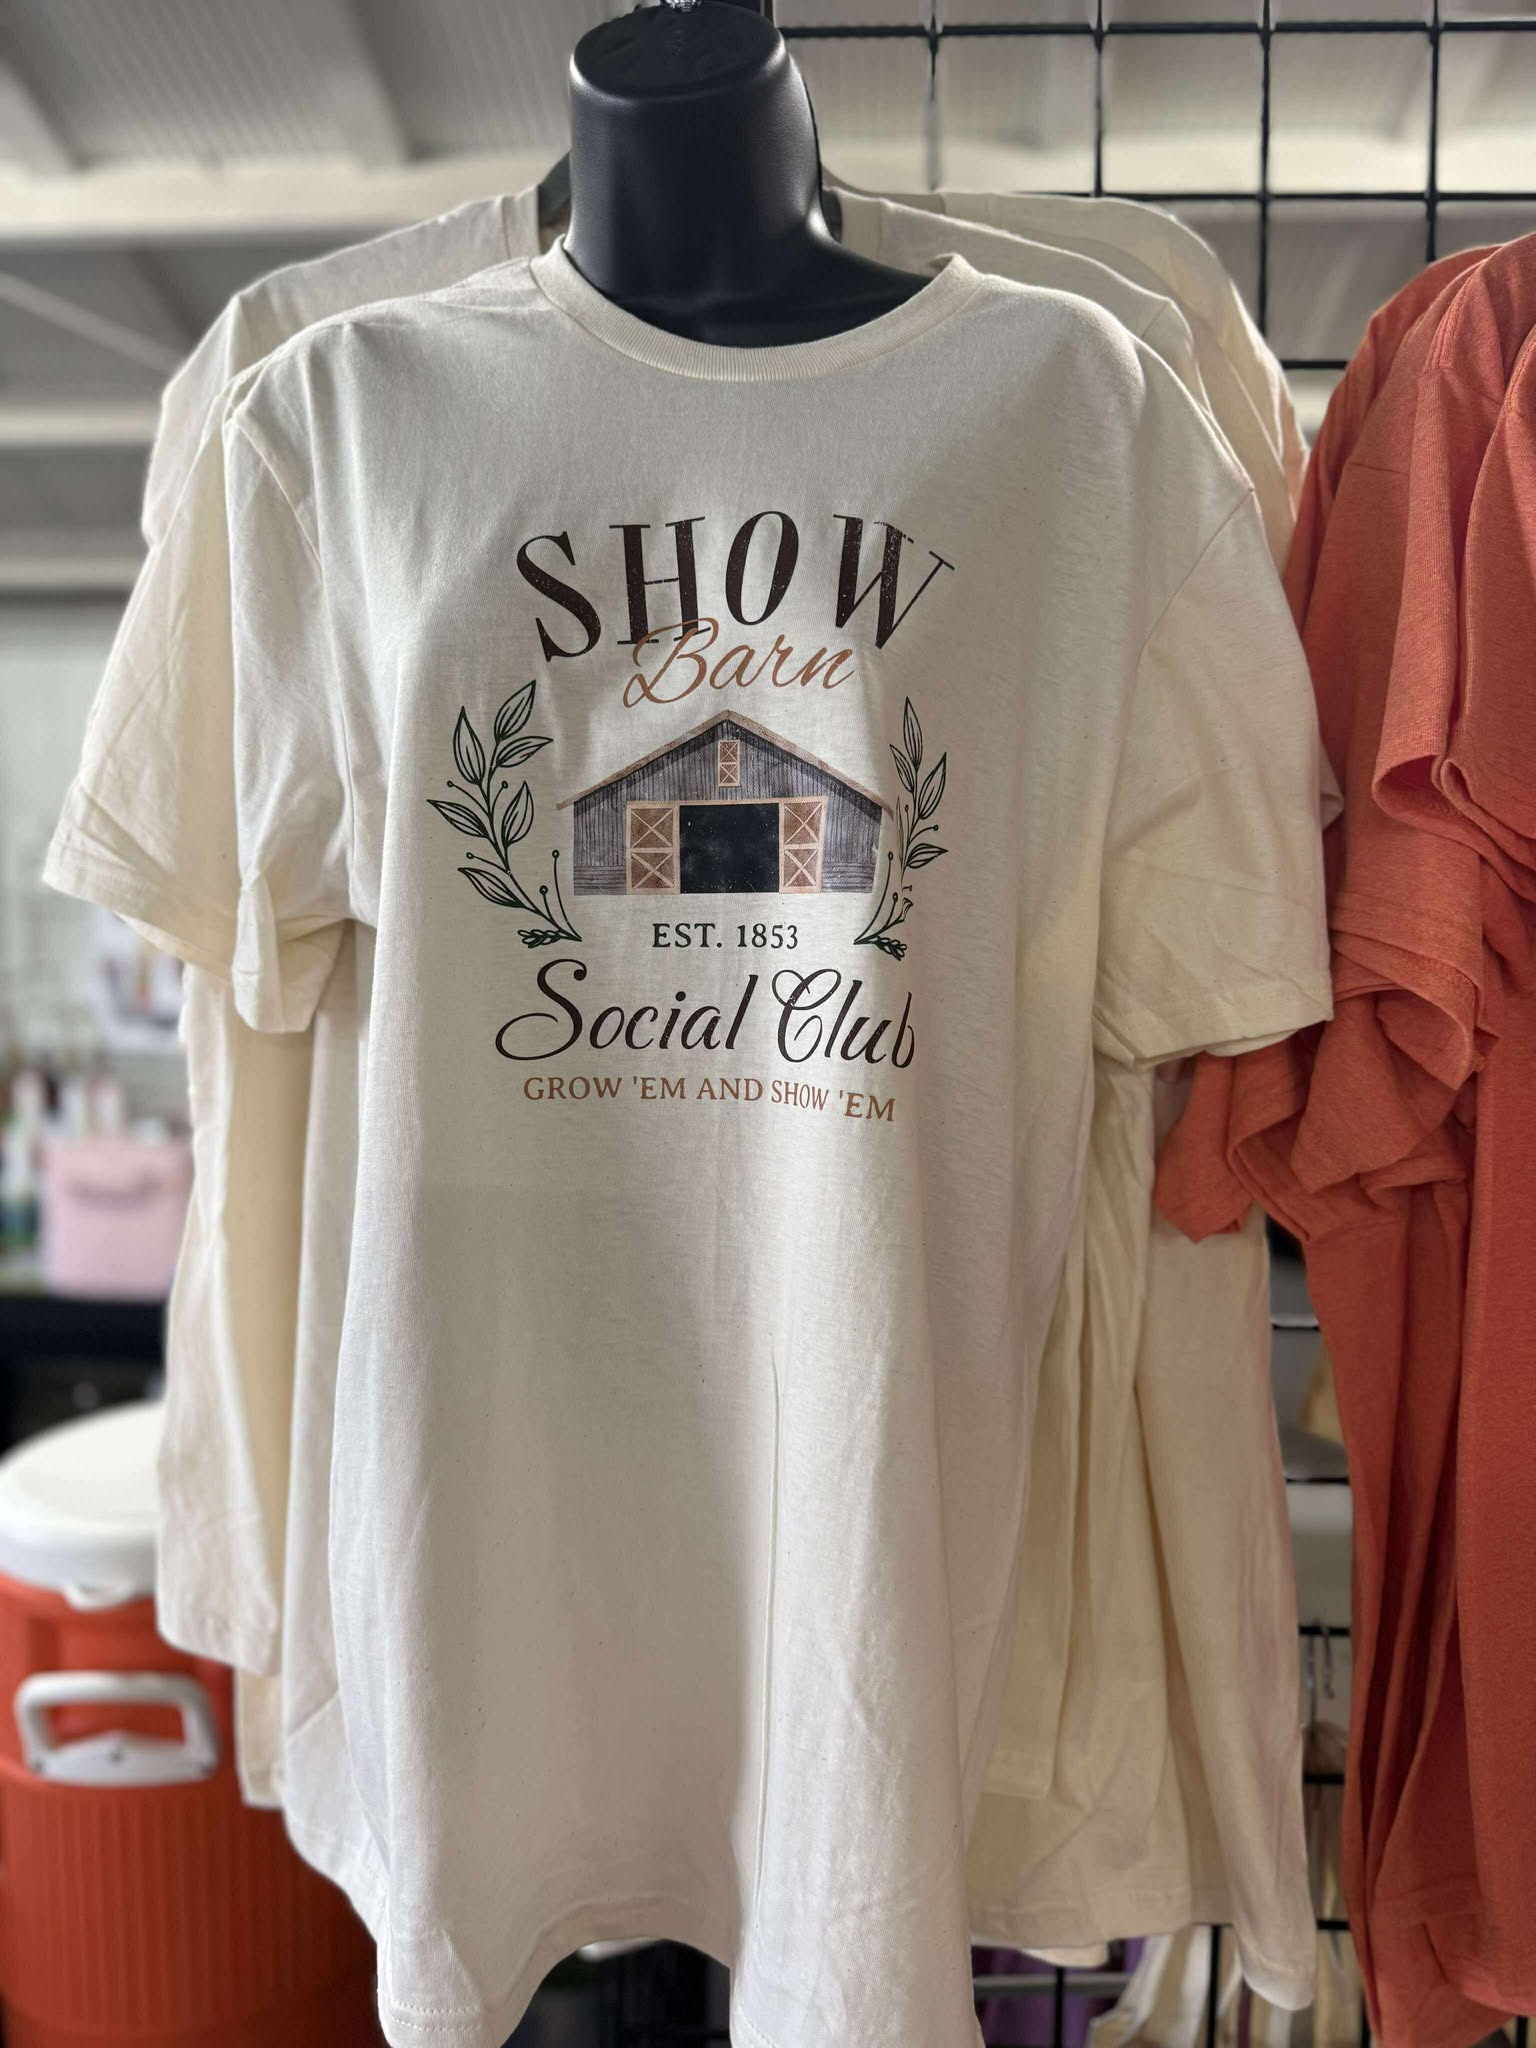 SHOW
Barn
EST. 1853
Social Club
GROW 'EM AND SHOW 'EM